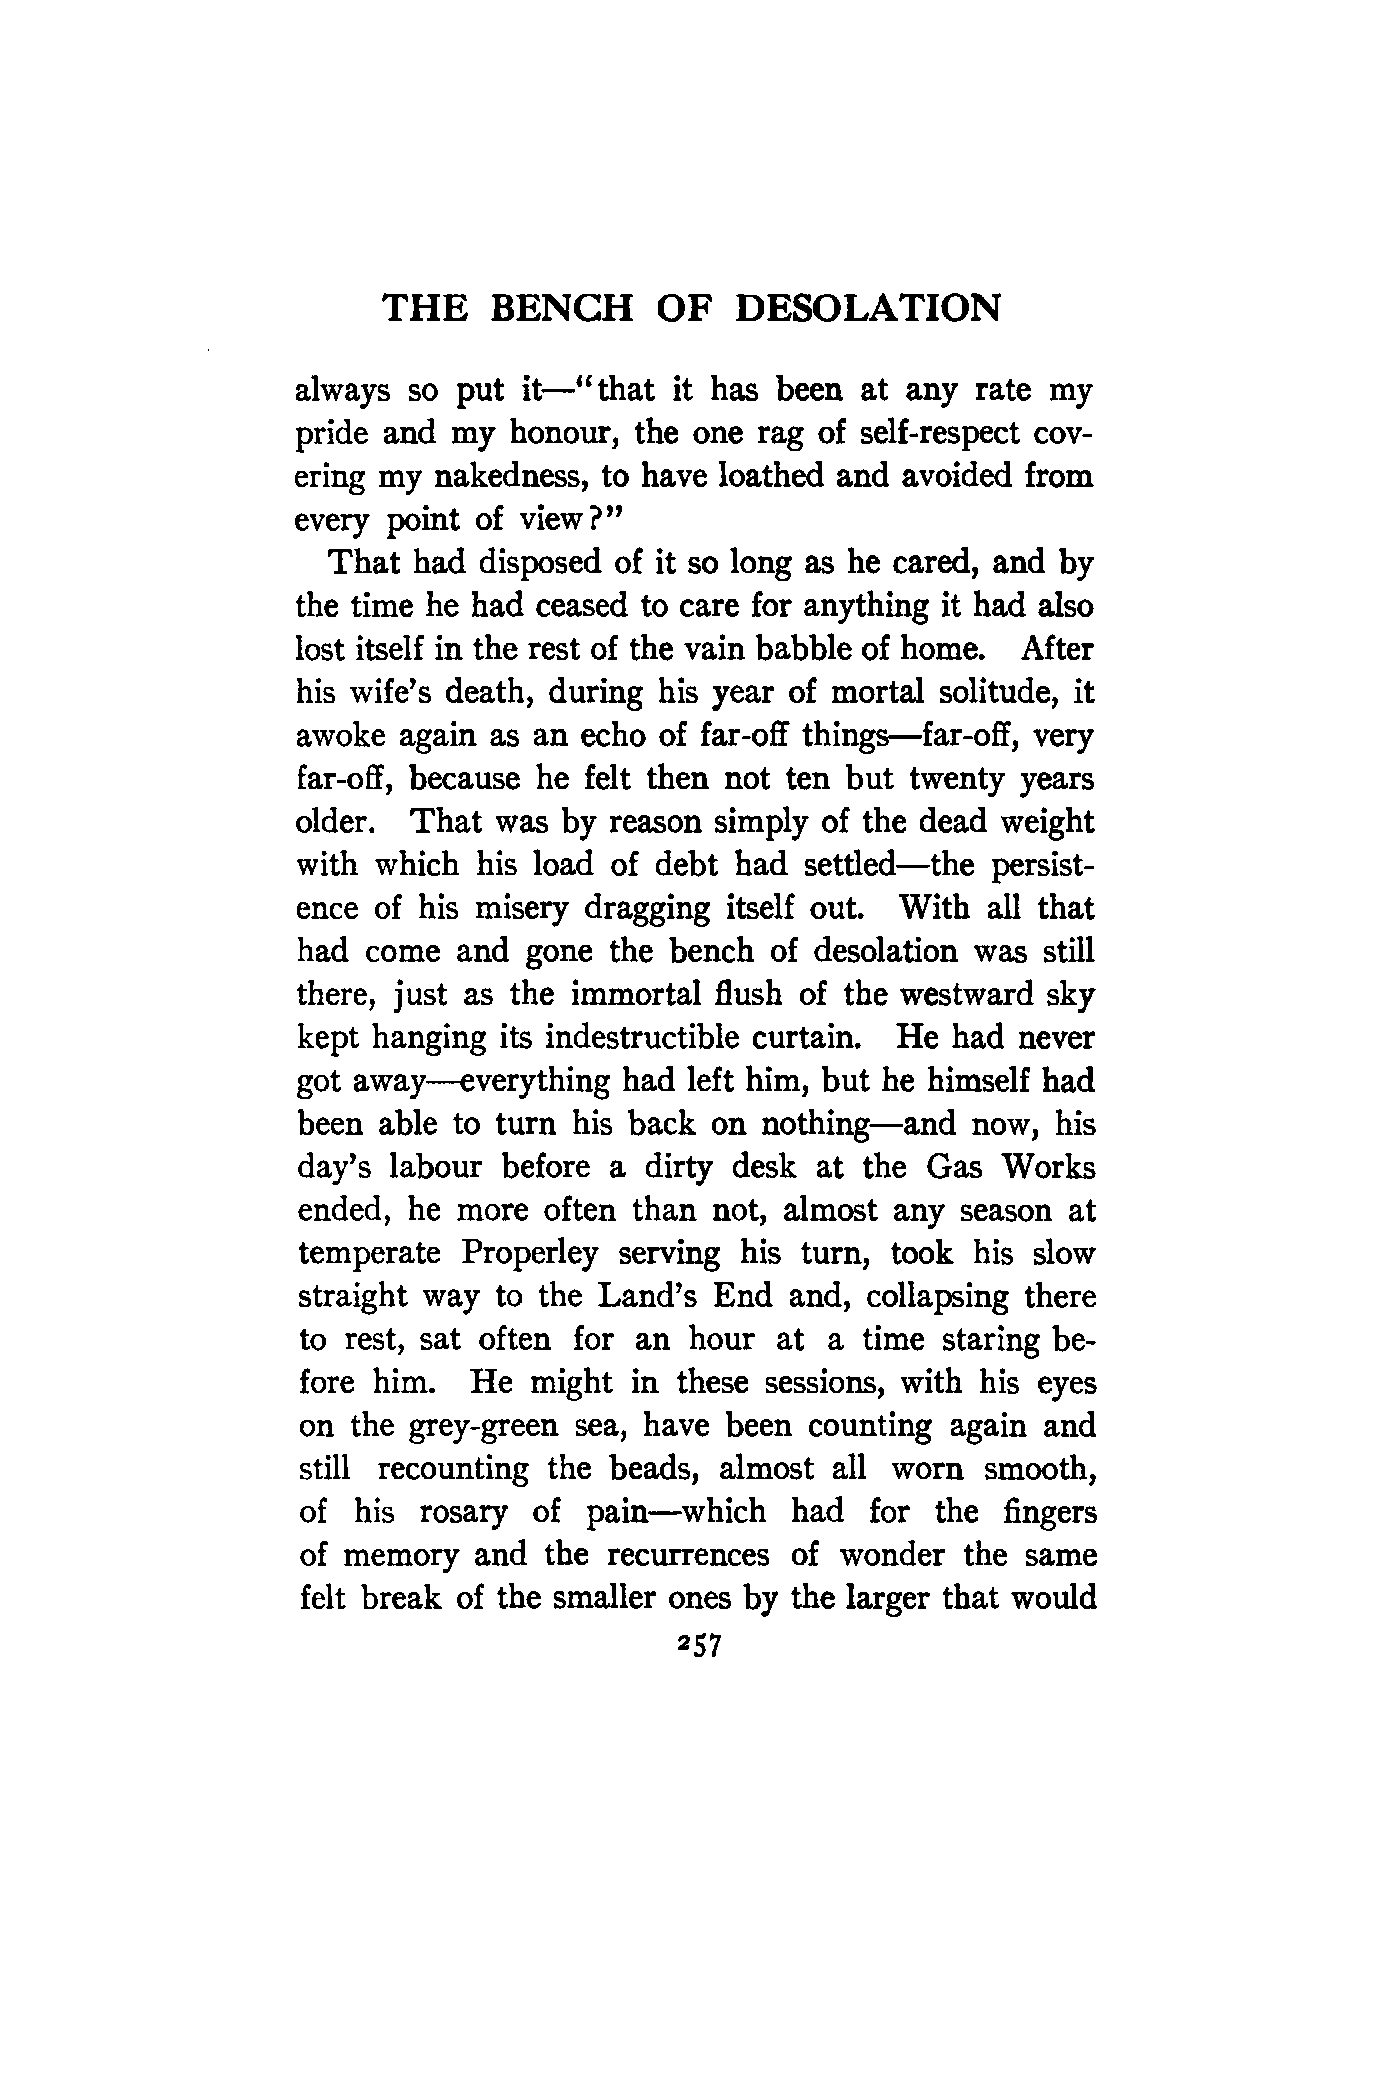 THE BENCH OF DESOLATION
always so put it—"that it has been at any rate my
pride and my honour, the one rag of self-respect cov-
ering my nakedness, to have loathed and avoided from
every point of view?"
That had disposed of it so long as he cared, and by
the time he had ceased to care for anything it had also
lost itself in the rest of the vain babble of home. After
his wife's death, during his year of mortal solitude, it
awoke again as an echo of far-off things—far-off, very
far-off, because he felt then not ten but twenty years
older. That was by reason simply of the dead weight
with which his load of debt had settled—the persist-
ence of his misery dragging itself out. With all that
had come and gone the bench of desolation was still
there, just as the immortal flush of the westward sky
kept hanging its indestructible curtain. He had never
got away—everything had left him, but he himself had
been able to turn his back on nothing—and now, his
day's labour before a dirty desk at the Gas Works
ended, he more often than not, almost any season at
temperate Properley serving his turn, took his slow
straight way to the Land's End and, collapsing there
to rest, sat often for an hour at a time staring be-
fore him. He might in these sessions, with his eyes
on the grey-green sea, have been counting again and
still recounting the beads, almost all worn smooth,
of his rosary of pain—which had for the fingers
of memory and the recurrences of wonder the same
felt break of the smaller ones by the larger that would
257